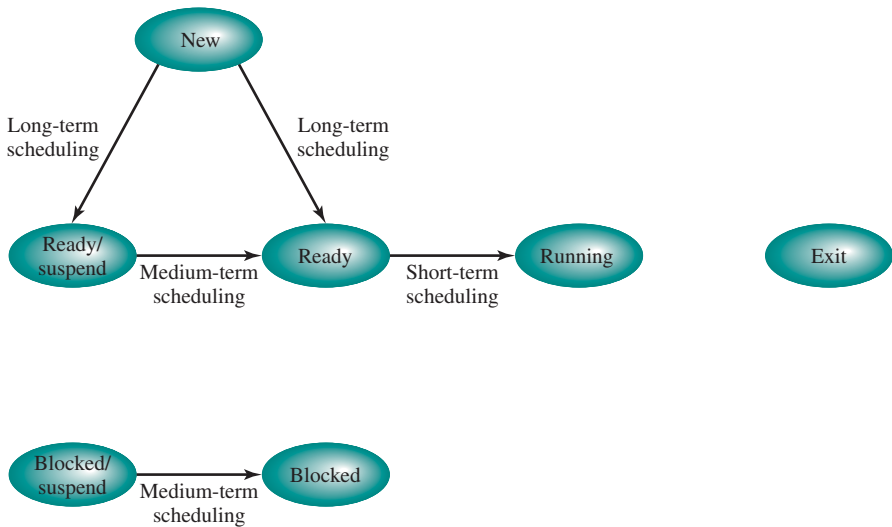 New
Long-term
scheduling
Long-term
scheduling
Ready/
suspend
Medium-term
scheduling
Ready
Short-term
scheduling
Running
Exit
Blocked/
suspend
Medium-term
scheduling
Blocked